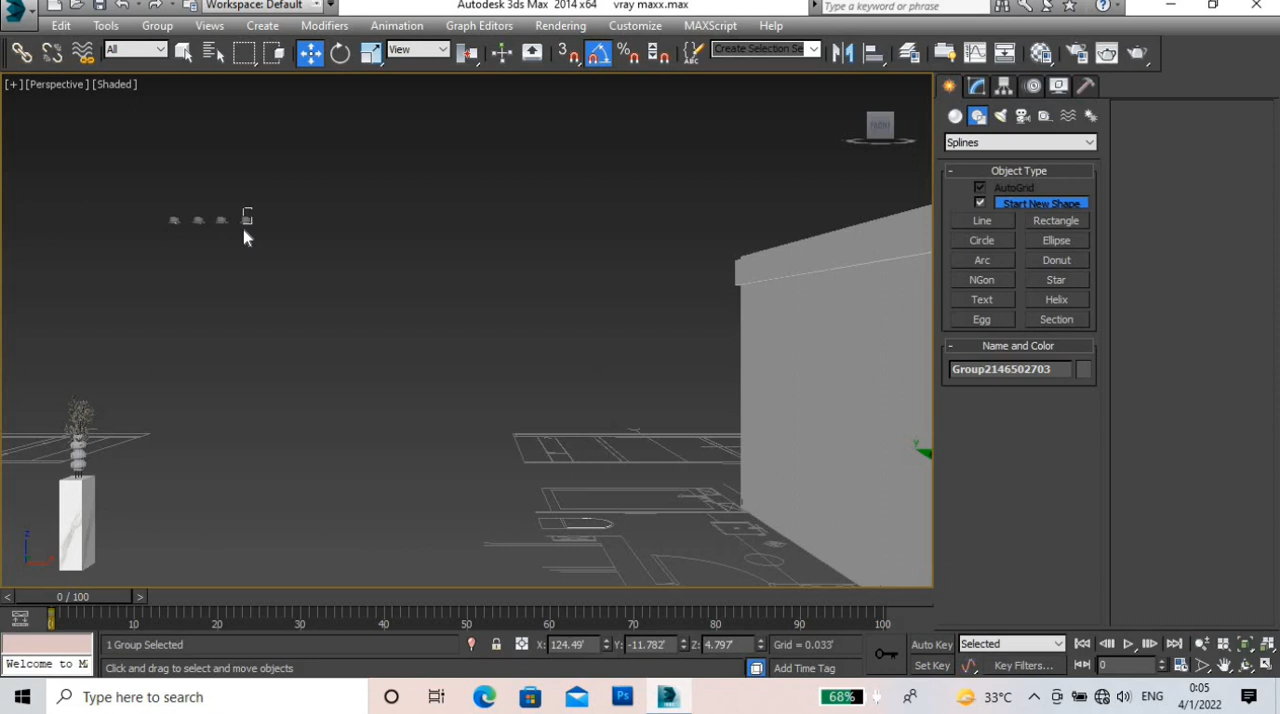 Workspace: Default
Autodesk 3ds Max 2014 x64
vray maxx.max
Type a keyword or phrase
Edit Tools Group Views Create Modifiers Animation Graph Editors Rendering Customize MAXScript Help
All
View
3
Create Selection Se
[+] [Perspective] [Shaded]
FRONT
Splines
- Object Type
AutoGrid
Start New Shape
Line Rectangle
Circle Ellipse
Arc Donut
NGon Star
Text Helix
Egg Section
- Name and Color
Group2146502703
y
z
< 0 / 100 >
0 10 20 30 40 50 60 70 80 90 100
1 Group Selected
X: 124.49' Y: -11.782' Z: 4.797' Grid = 0.033'
Auto Key Selected
Welcome to M
Click and drag to select and move objects
Add Time Tag
Set Key Key Filters... 0
Type here to search
68%
33°C
ENG
0:05
4/1/2022